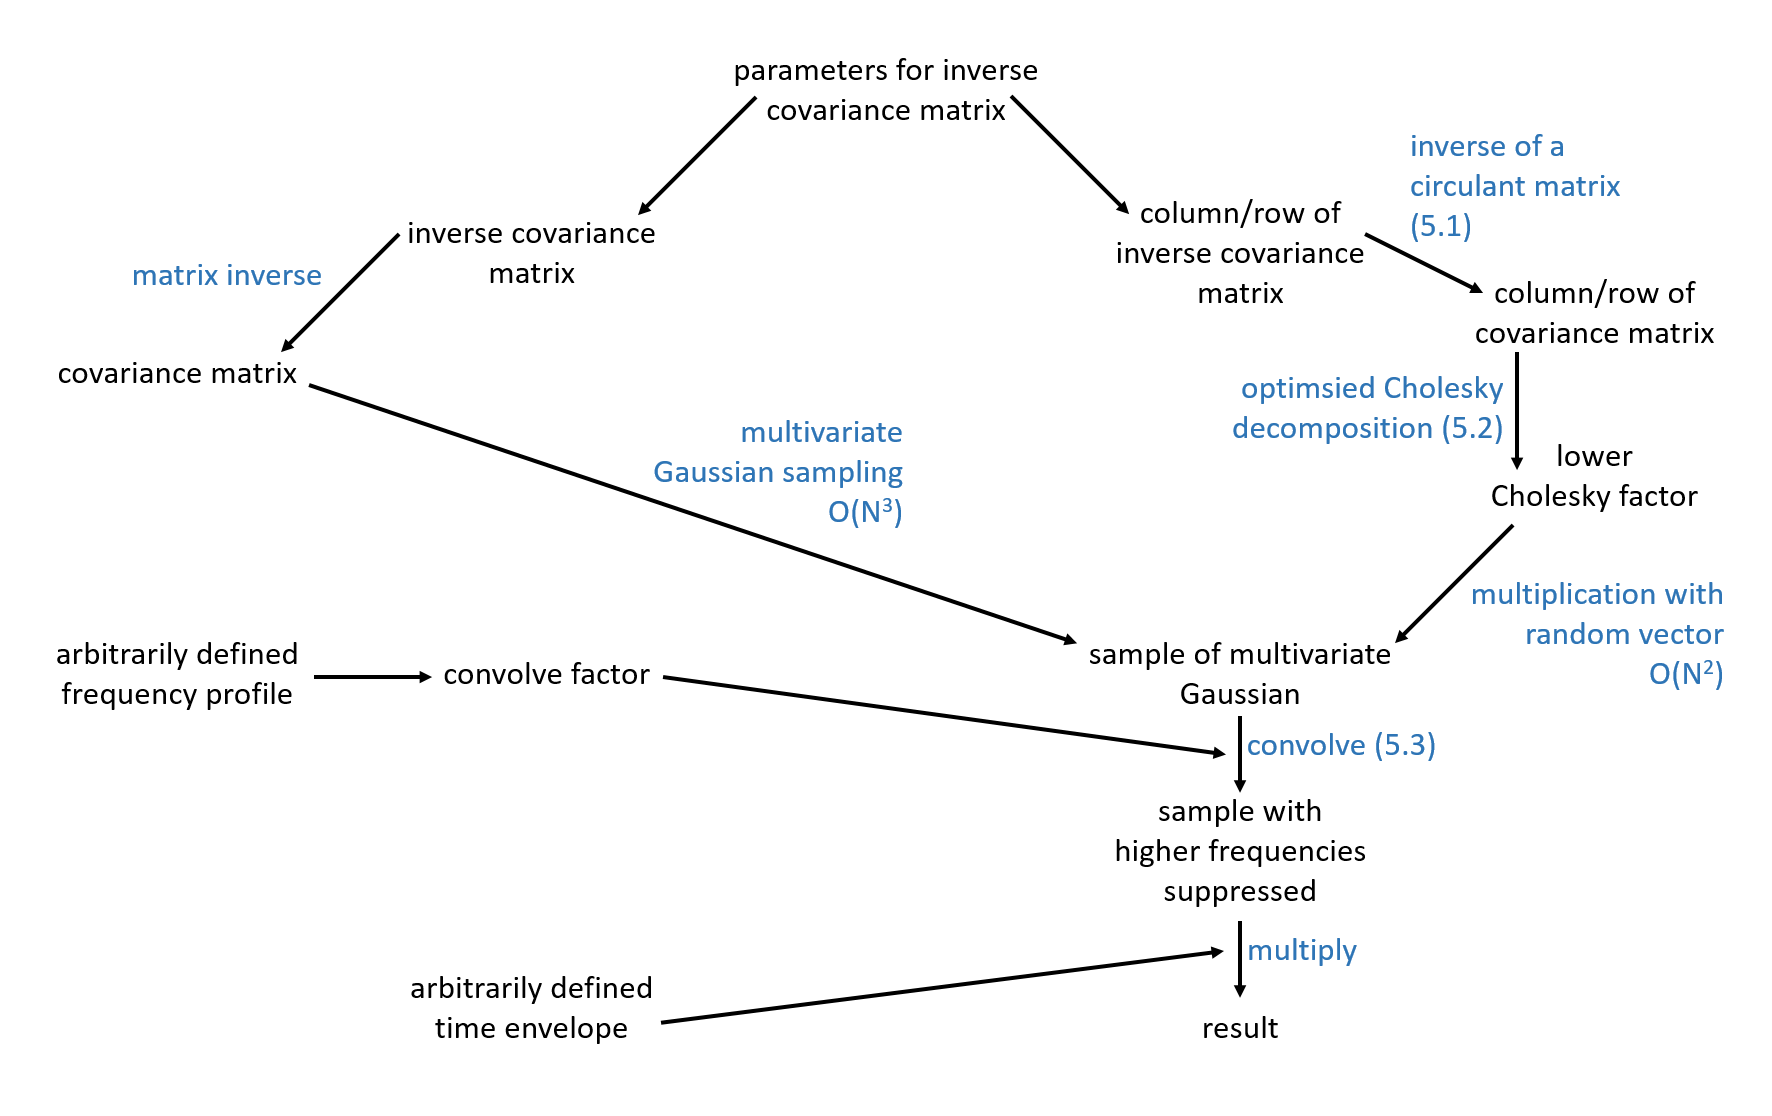 parameters for inverse
covariance matrix
inverse of a
circulant matrix
(5.1)
inverse covariance
matrix
column/row of
inverse covariance
matrix
matrix inverse
column/row of
covariance matrix
covariance matrix
optimsied Cholesky
decomposition (5.2)
multivariate
Gaussian sampling
O(N³)
lower
Cholesky factor
multiplication with
random vector
O(N²)
arbitrarily defined
frequency profile
convolve factor
sample of multivariate
Gaussian
convolve (5.3)
sample with
higher frequencies
suppressed
multiply
arbitrarily defined
time envelope
result